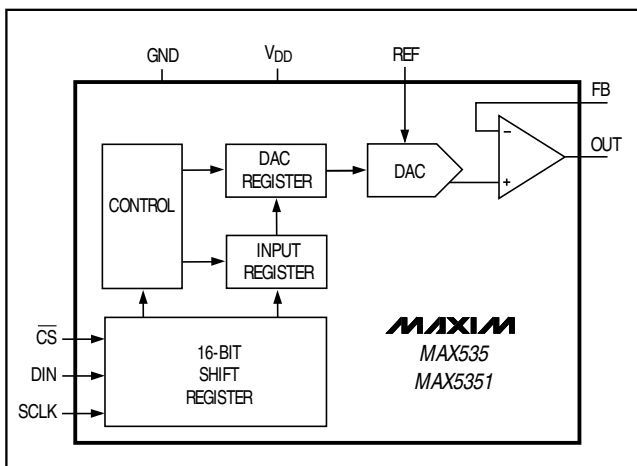 GND
VDD
REF
FB
OUT
CONTROL
DAC
REGISTER
DAC
INPUT
REGISTER
16-BIT
SHIFT
REGISTER
CS
DIN
SCLK
MAXIM
MAX535
MAX5351
−
+